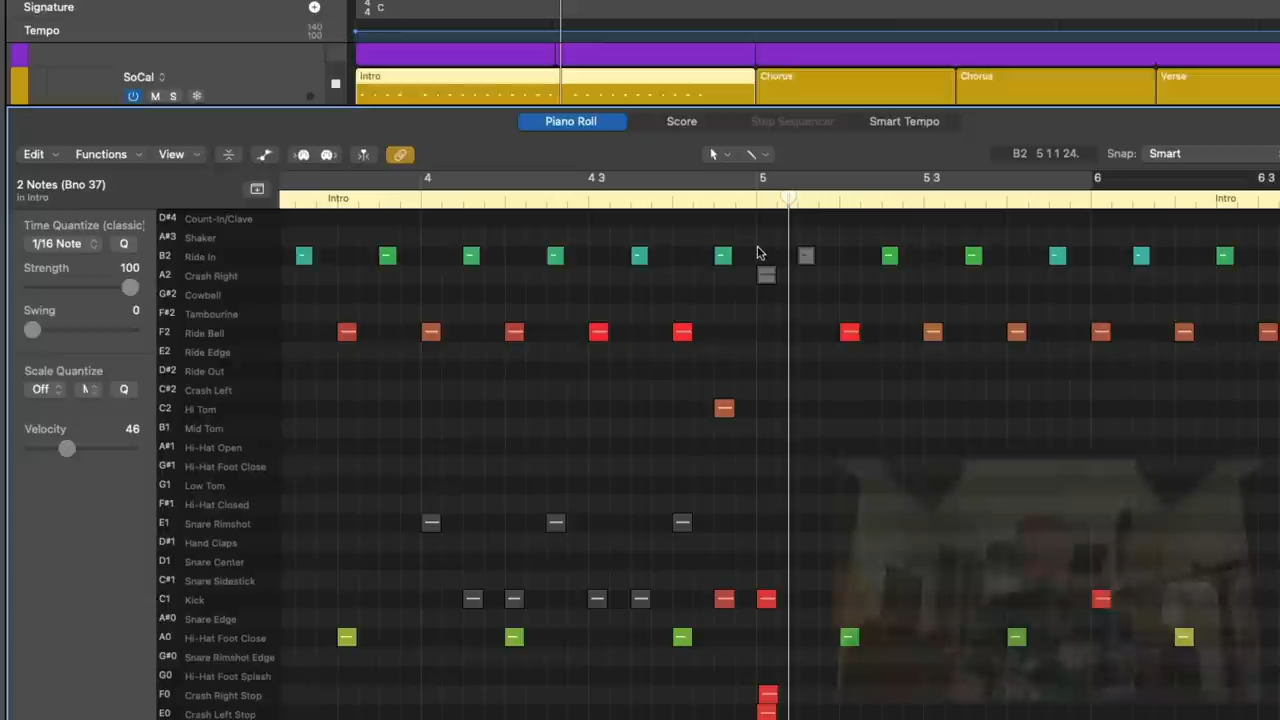 Signature
4
4 C
Tempo
140
100
SoCal
M S
Intro
Chorus
Chorus
Verse
Piano Roll
Score
Step Sequencer
Smart Tempo
Edit
Functions
View
B2 5 1 1 24.
Snap: Smart
2 Notes (Bno 37)
in Intro
4
4 3
5
5 3
6
6 3
Intro
Intro
Time Quantize (classic)
1/16 Note
Q
Strength 100
Swing 0
Scale Quantize
Off
Q
Velocity 46
D#4 Count-In/Clave
A#3 Shaker
B2 Ride In
A2 Crash Right
G#2 Cowbell
F#2 Tambourine
F2 Ride Bell
E2 Ride Edge
D#2 Ride Out
C#2 Crash Left
C2 Hi Tom
B1 Mid Tom
A#1 Hi-Hat Open
G#1 Hi-Hat Foot Close
G1 Low Tom
F#1 Hi-Hat Closed
E1 Snare Rimshot
D#1 Hand Claps
D1 Snare Center
C#1 Snare Sidestick
C1 Kick
A#0 Snare Edge
A0 Hi-Hat Foot Close
G#0 Snare Rimshot Edge
G0 Hi-Hat Foot Splash
F0 Crash Right Stop
E0 Crash Left Stop